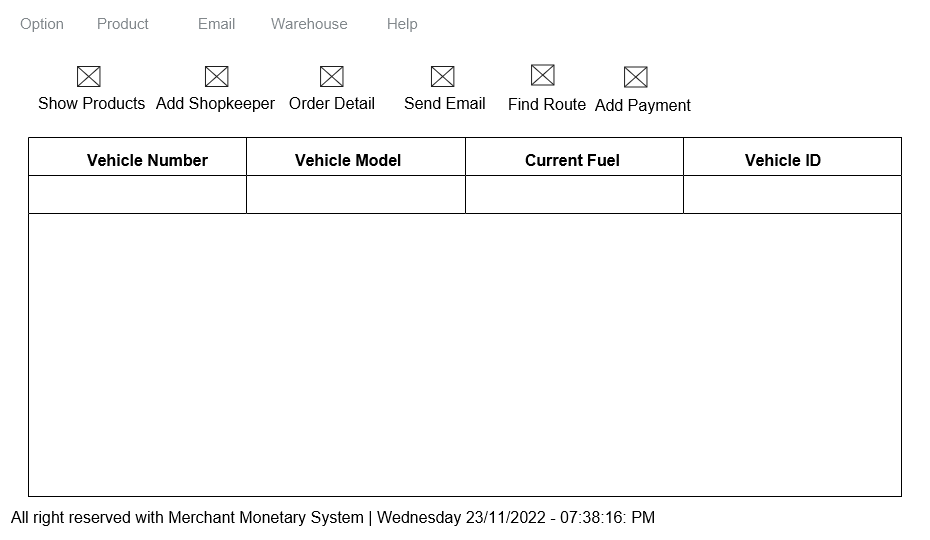 Option Product Email Warehouse Help
Show Products Add Shopkeeper Order Detail Send Email Find Route Add Payment
Vehicle Number Vehicle Model Current Fuel Vehicle ID
All right reserved with Merchant Monetary System | Wednesday 23/11/2022 - 07:38:16: PM